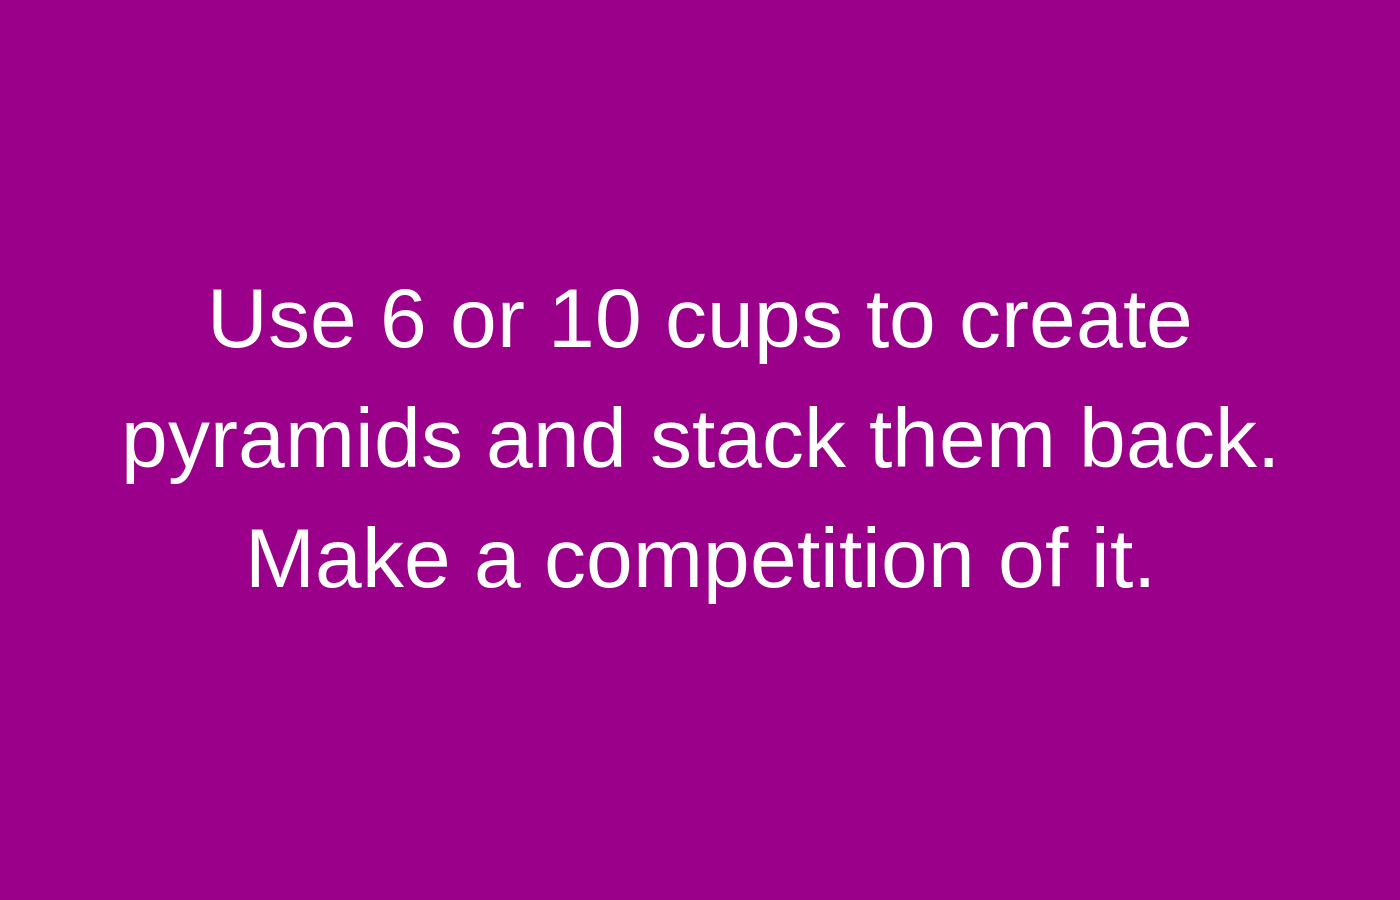 Use 6 or 10 cups to create
pyramids and stack them back.
Make a competition of it.